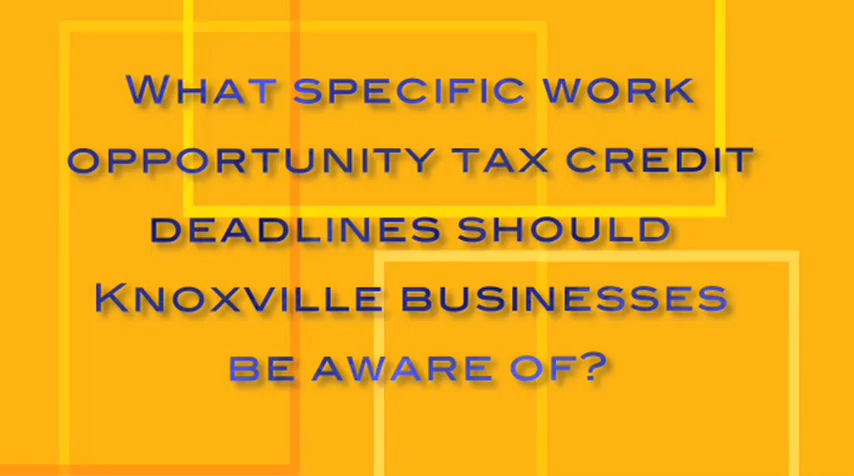 What specific work
opportunity tax credit
deadlines should
Knoxville businesses
be aware of?